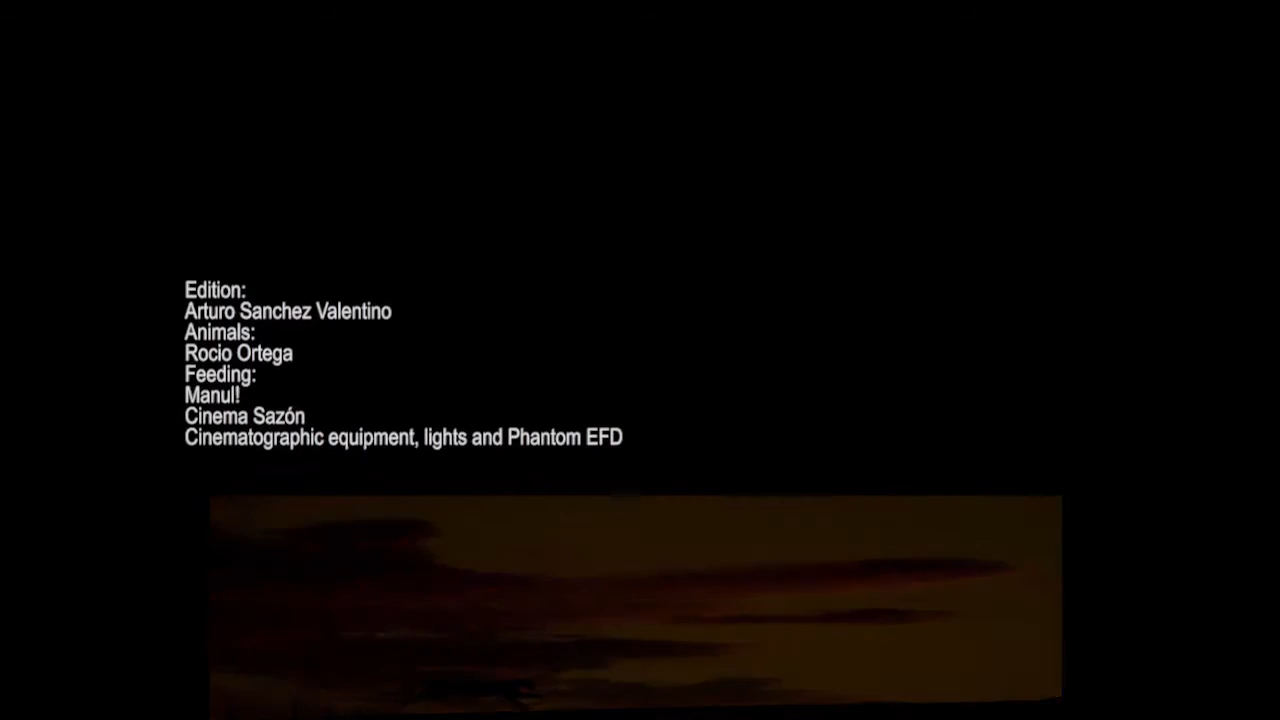 Edition:
Arturo Sanchez Valentino
Animals:
Rocio Ortega
Feeding:
Manul!
Cinema Sazón
Cinematographic equipment, lights and Phantom EFD